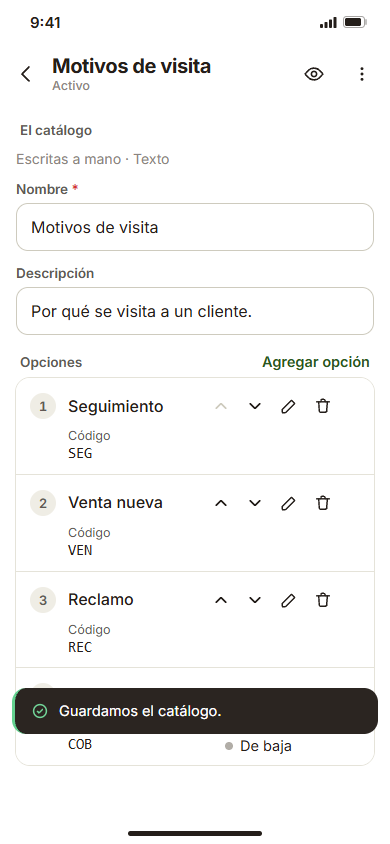 9:41
Motivos de visita
Activo
El catálogo
Escritas a mano · Texto
Nombre *
Motivos de visita
Descripción
Por qué se visita a un cliente.
Opciones
Agregar opción
1 Seguimiento
Código
SEG
2 Venta nueva
Código
VEN
3 Reclamo
Código
REC
Guardamos el catálogo.
COB
De baja